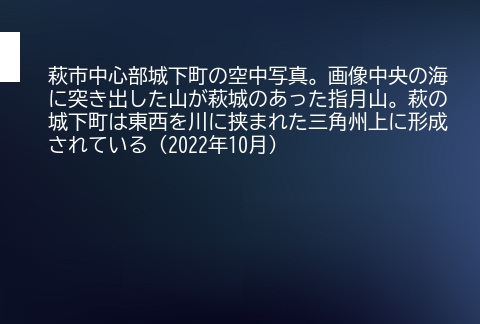 萩市中心部城下町の空中写真。画像中央の海
に突き出した山が萩城のあった指月山。萩の
城下町は東西を川に挟まれた三角州上に形成
されている（2022年10月）